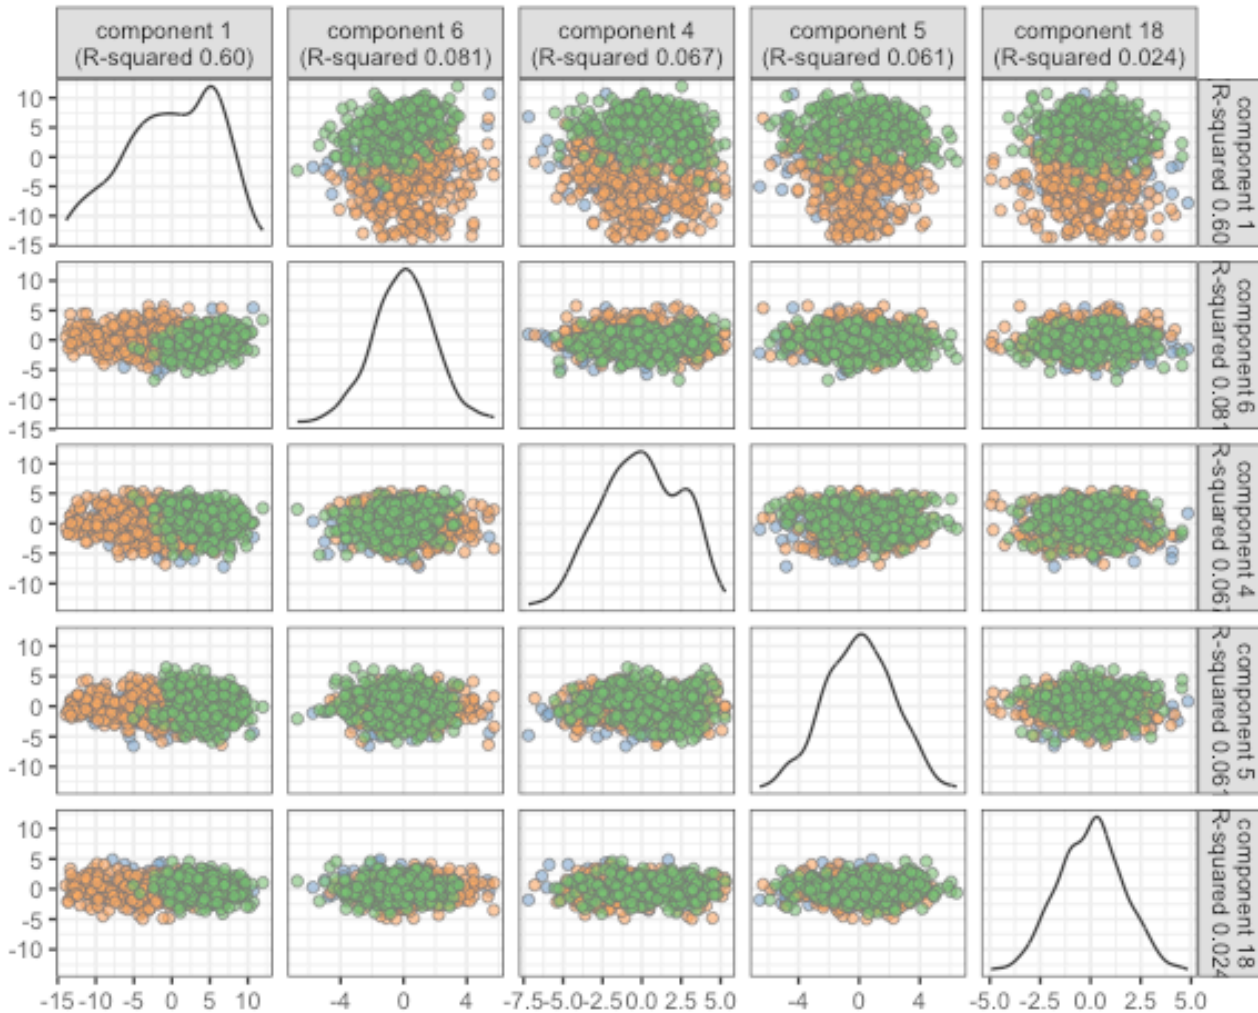 component 1
(R-squared 0.60)
component 6
(R-squared 0.081)
component 4
(R-squared 0.067)
component 5
(R-squared 0.061)
component 18
(R-squared 0.024)
10
5
0
-5
-10
-15
component 1
R-squared 0.60
10
5
0
-5
-10
-15
component 6
R-squared 0.081
10
5
0
-5
-10
component 4
R-squared 0.067
10
5
0
-5
-10
component 5
R-squared 0.061
10
5
0
-5
-10
component 18
R-squared 0.024
-15 -10 -5 0 5 10
-4 0 4
-7.5 -5.0 -2.5 0.0 2.5 5.0
-4 0 4
-5.0 -2.5 0.0 2.5 5.0